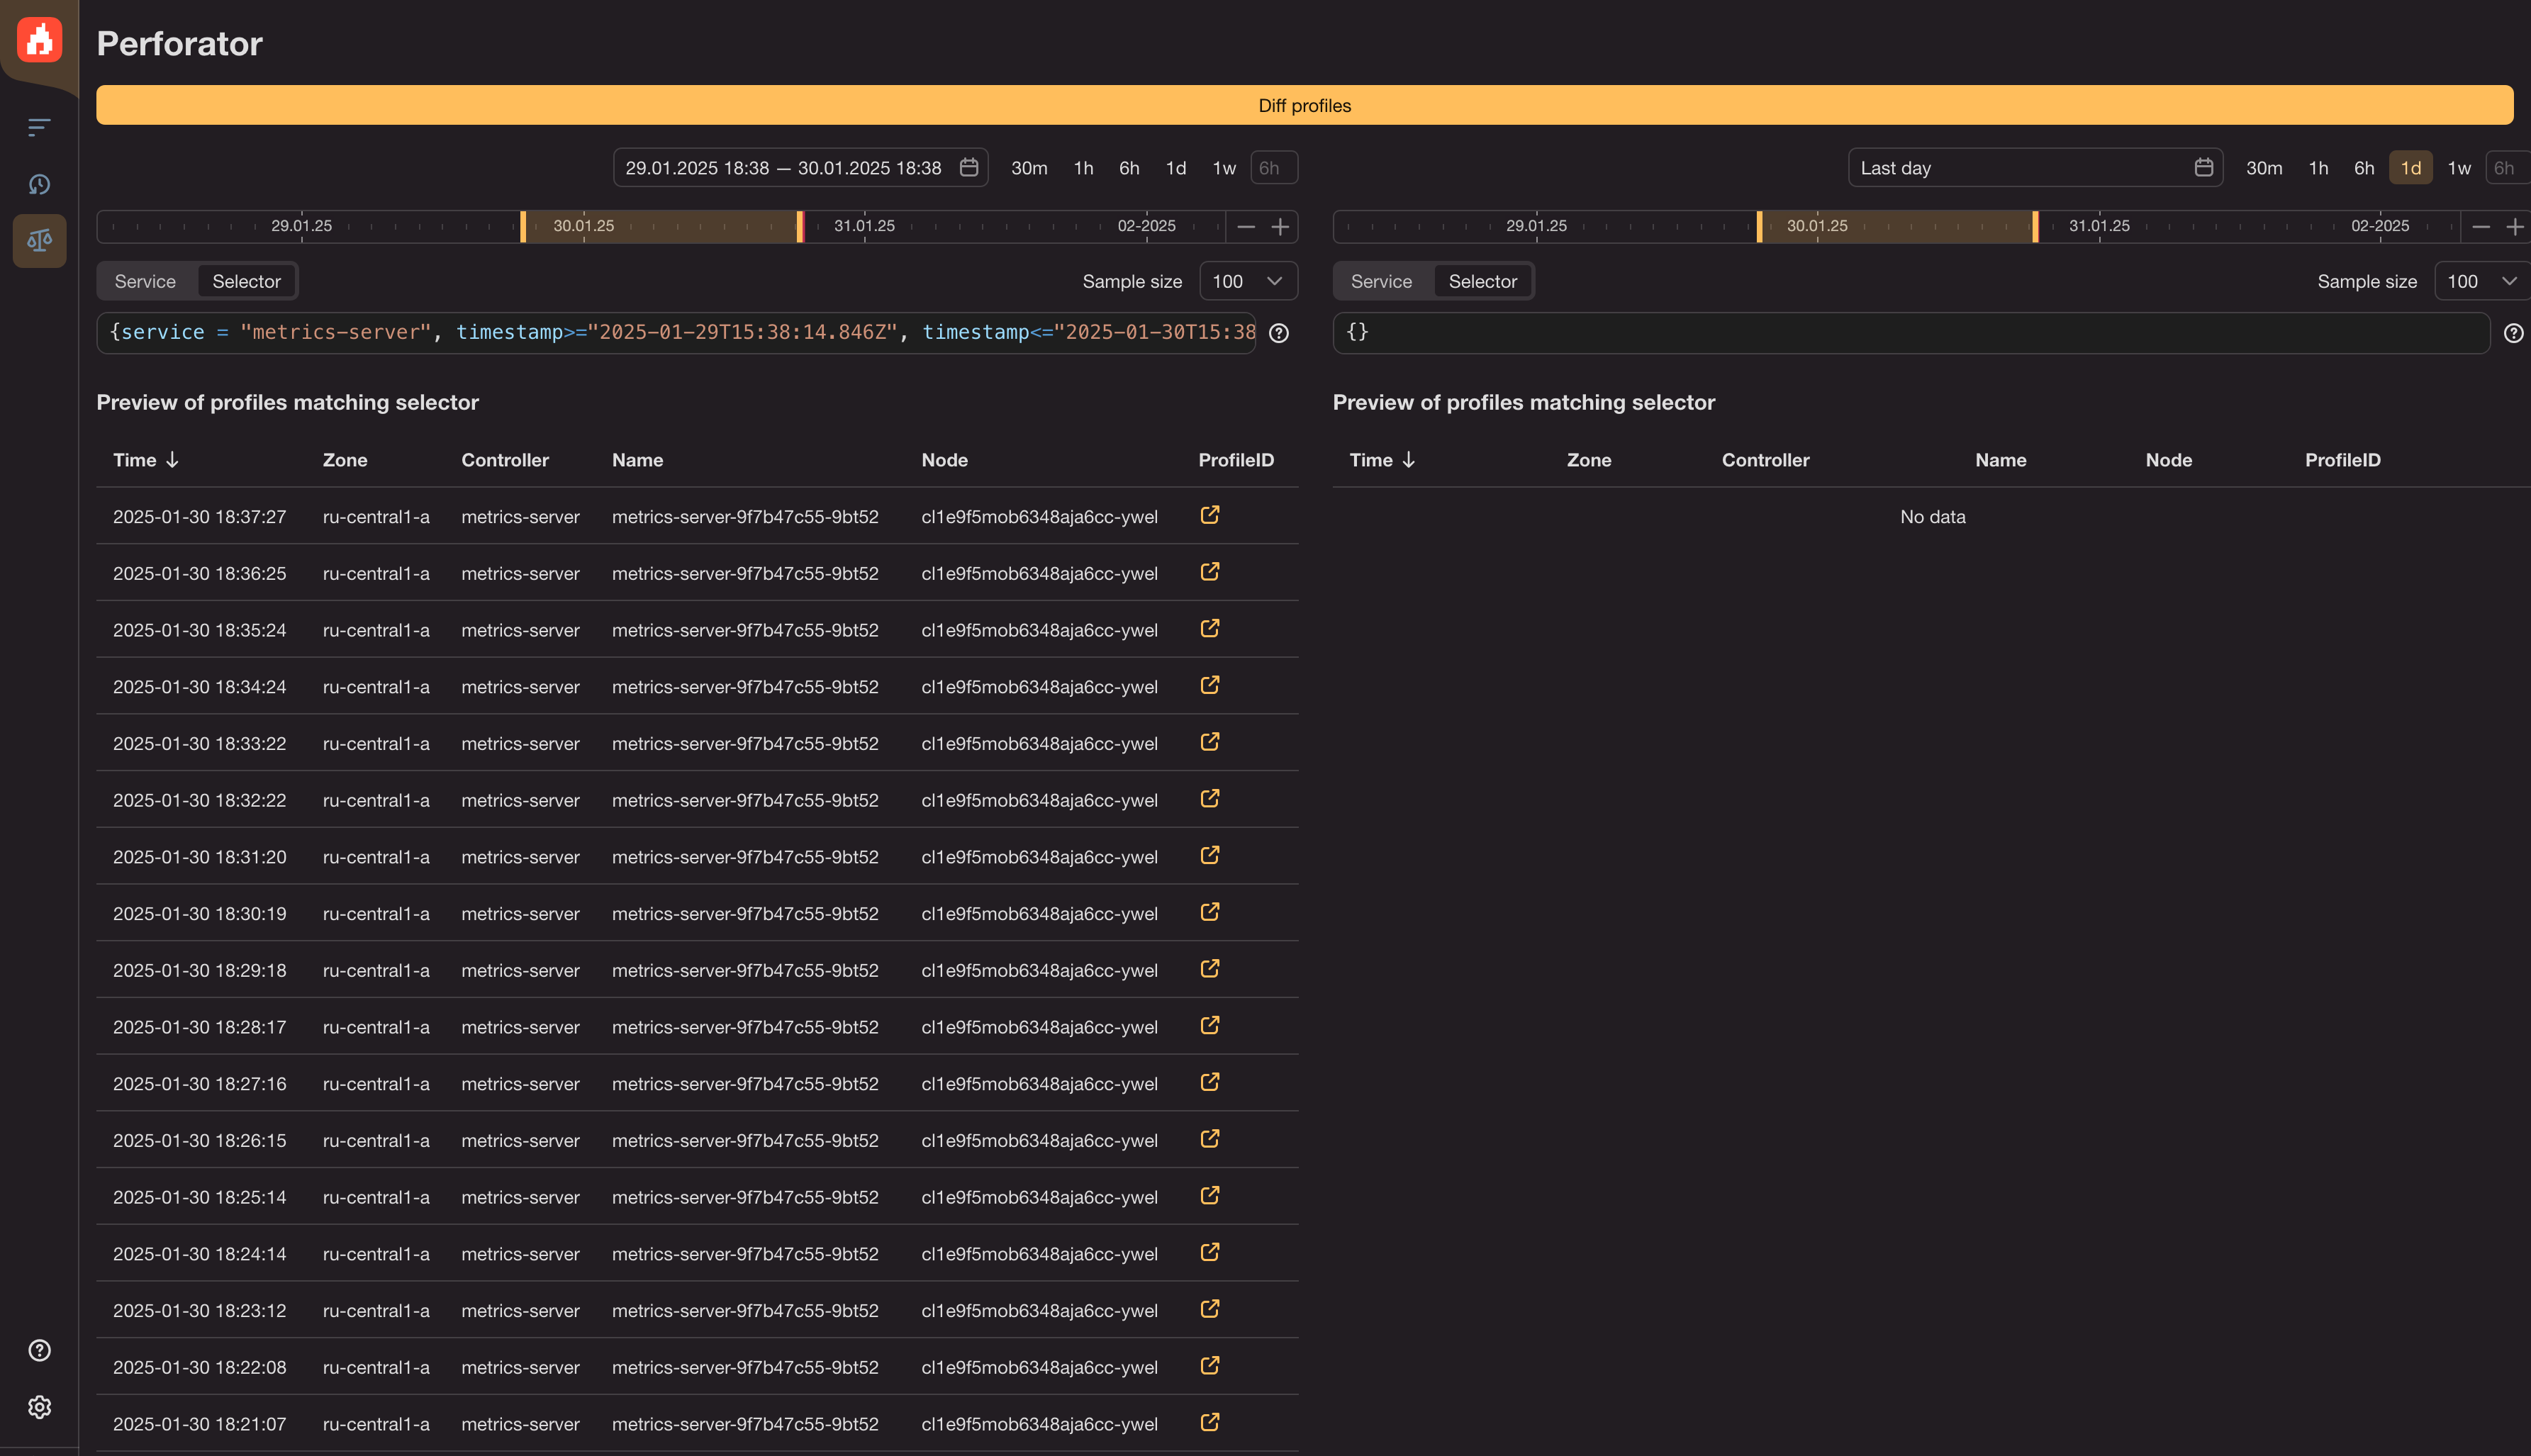 Perforator
Diff profiles
29.01.2025 18:38 — 30.01.2025 18:38 30m 1h 6h 1d 1w 6h
29.01.25 30.01.25 31.01.25 02-2025
Service Selector Sample size 100
{service = "metrics-server", timestamp>="2025-01-29T15:38:14.846Z", timestamp<="2025-01-30T15:38
Preview of profiles matching selector
Time Zone Controller Name Node ProfileID
2025-01-30 18:37:27 ru-central1-a metrics-server metrics-server-9f7b47c55-9bt52 cl1e9f5mob6348aja6cc-ywel
2025-01-30 18:36:25 ru-central1-a metrics-server metrics-server-9f7b47c55-9bt52 cl1e9f5mob6348aja6cc-ywel
2025-01-30 18:35:24 ru-central1-a metrics-server metrics-server-9f7b47c55-9bt52 cl1e9f5mob6348aja6cc-ywel
2025-01-30 18:34:24 ru-central1-a metrics-server metrics-server-9f7b47c55-9bt52 cl1e9f5mob6348aja6cc-ywel
2025-01-30 18:33:22 ru-central1-a metrics-server metrics-server-9f7b47c55-9bt52 cl1e9f5mob6348aja6cc-ywel
2025-01-30 18:32:22 ru-central1-a metrics-server metrics-server-9f7b47c55-9bt52 cl1e9f5mob6348aja6cc-ywel
2025-01-30 18:31:20 ru-central1-a metrics-server metrics-server-9f7b47c55-9bt52 cl1e9f5mob6348aja6cc-ywel
2025-01-30 18:30:19 ru-central1-a metrics-server metrics-server-9f7b47c55-9bt52 cl1e9f5mob6348aja6cc-ywel
2025-01-30 18:29:18 ru-central1-a metrics-server metrics-server-9f7b47c55-9bt52 cl1e9f5mob6348aja6cc-ywel
2025-01-30 18:28:17 ru-central1-a metrics-server metrics-server-9f7b47c55-9bt52 cl1e9f5mob6348aja6cc-ywel
2025-01-30 18:27:16 ru-central1-a metrics-server metrics-server-9f7b47c55-9bt52 cl1e9f5mob6348aja6cc-ywel
2025-01-30 18:26:15 ru-central1-a metrics-server metrics-server-9f7b47c55-9bt52 cl1e9f5mob6348aja6cc-ywel
2025-01-30 18:25:14 ru-central1-a metrics-server metrics-server-9f7b47c55-9bt52 cl1e9f5mob6348aja6cc-ywel
2025-01-30 18:24:14 ru-central1-a metrics-server metrics-server-9f7b47c55-9bt52 cl1e9f5mob6348aja6cc-ywel
2025-01-30 18:23:12 ru-central1-a metrics-server metrics-server-9f7b47c55-9bt52 cl1e9f5mob6348aja6cc-ywel
2025-01-30 18:22:08 ru-central1-a metrics-server metrics-server-9f7b47c55-9bt52 cl1e9f5mob6348aja6cc-ywel
2025-01-30 18:21:07 ru-central1-a metrics-server metrics-server-9f7b47c55-9bt52 cl1e9f5mob6348aja6cc-ywel
Last day 30m 1h 6h 1d 1w 6h
29.01.25 30.01.25 31.01.25 02-2025
Service Selector Sample size 100
{}
Preview of profiles matching selector
Time Zone Controller Name Node ProfileID
No data